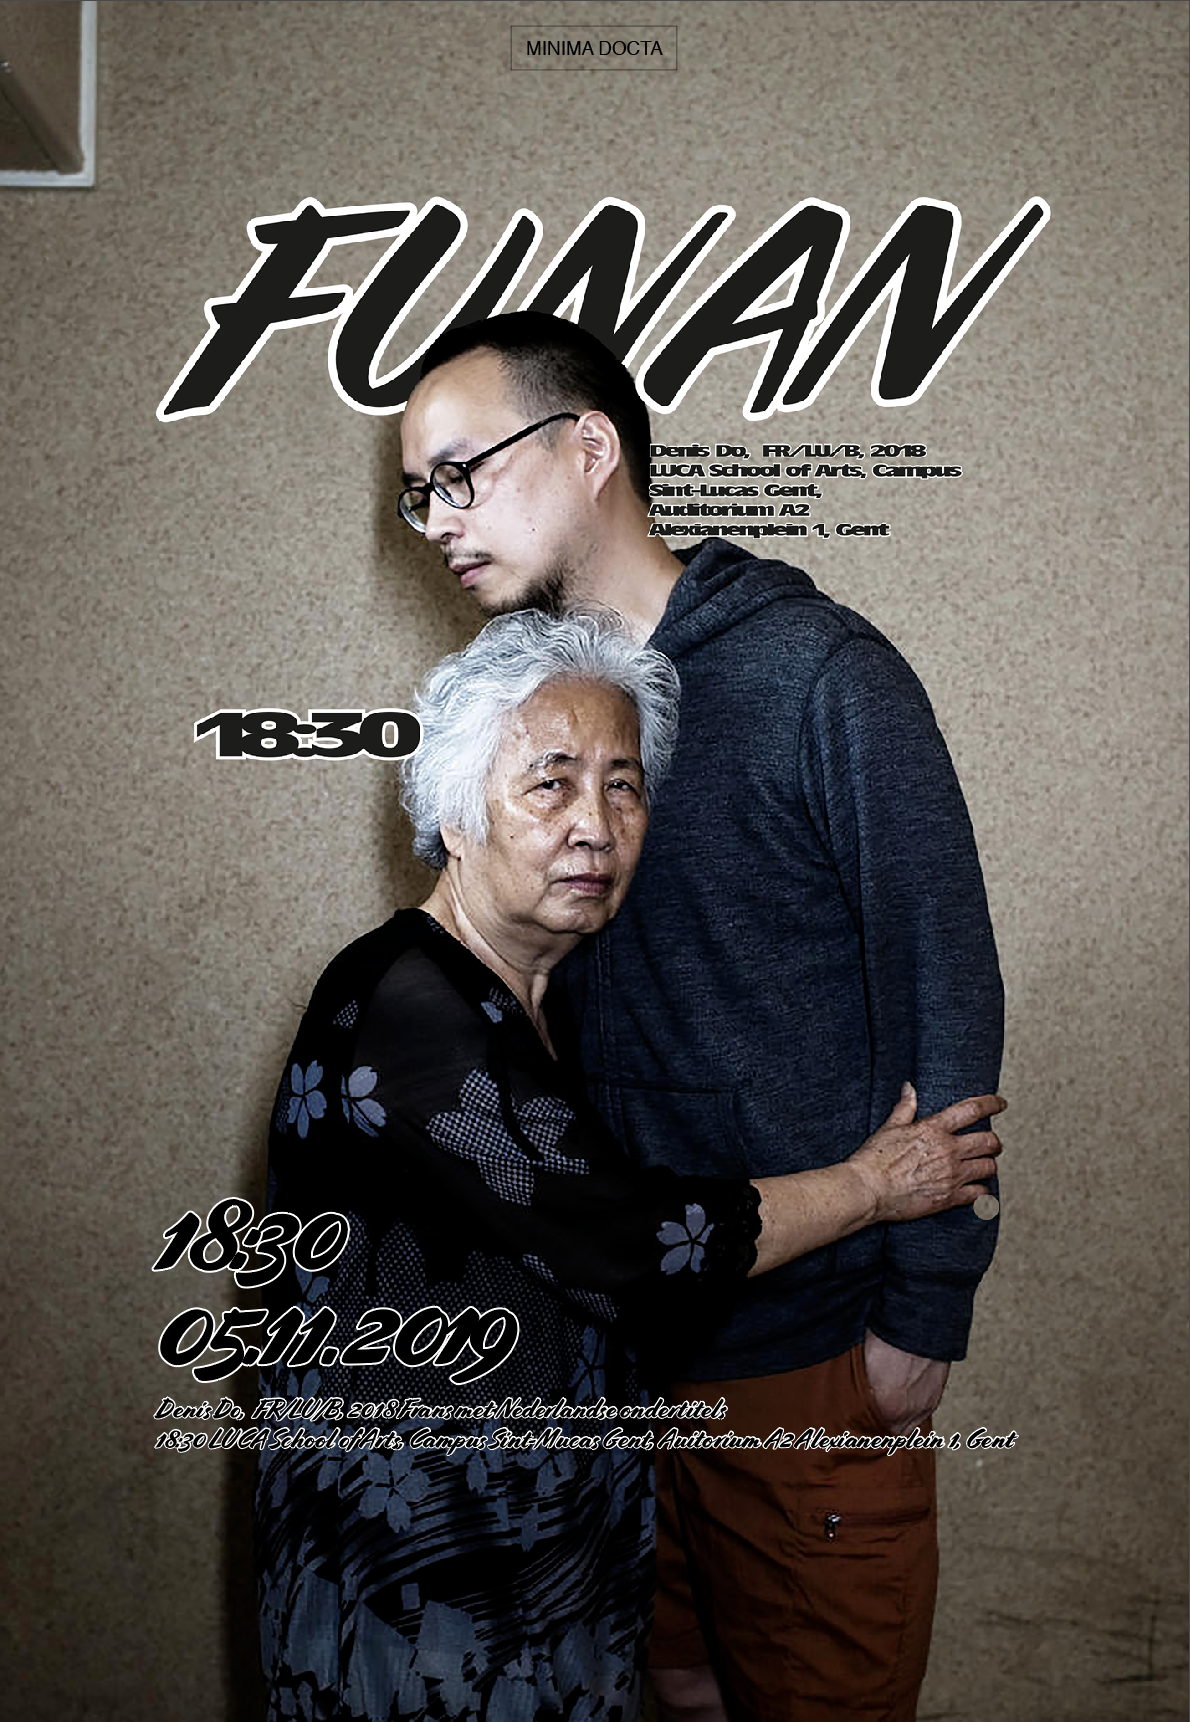 MINIMA DOCTA
FUNAN
Denis Do, FR/LU/B, 2018
LUCA School of Arts, Campus
Sint-Lucas Gent,
Auditorium A2
Alexianenplein 1, Gent
18:30
18:30
05.11.2019
Denis Do, FR/LU/B, 2018 Frans met Nederlandse ondertitels
18:30 LUCA School of Arts, Campus Sint-Mucas Gent, Auitorium A2 Alexianenplein 1, Gent